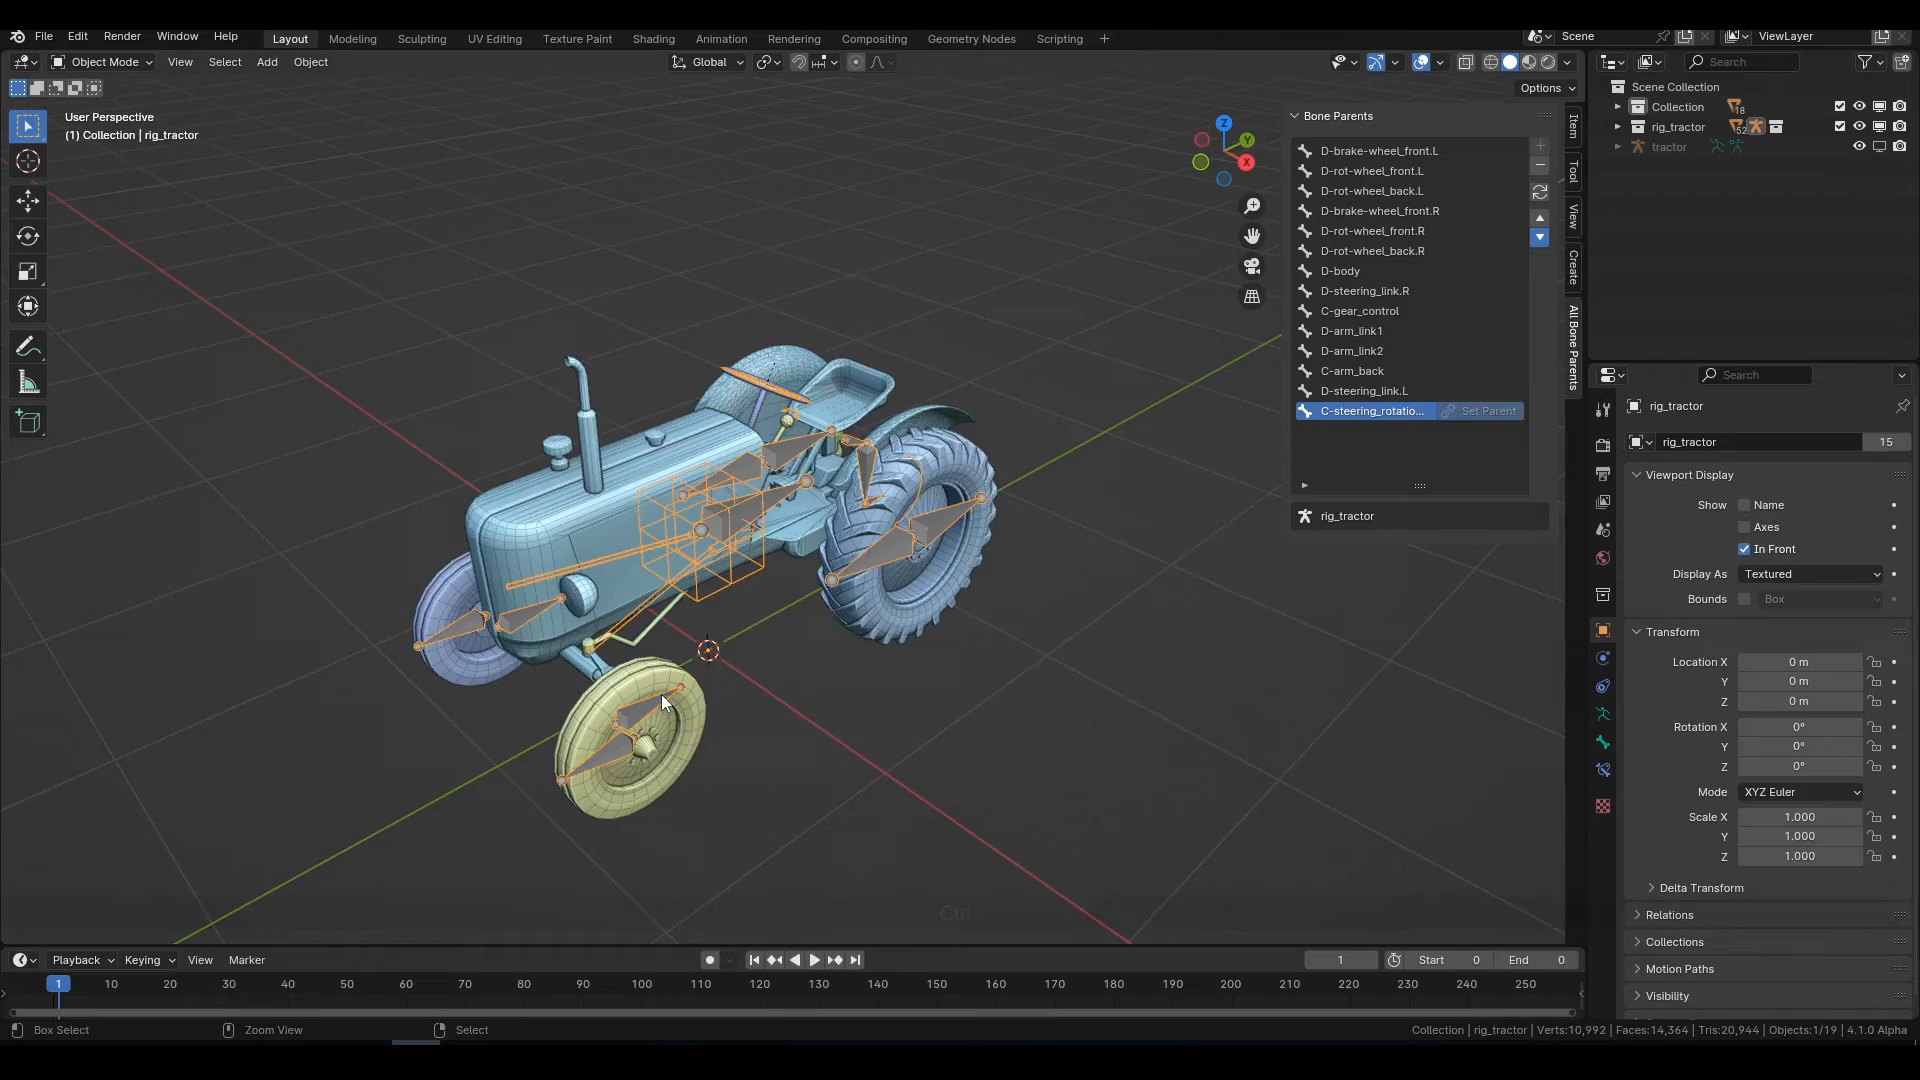 File Edit Render Window Help
Layout Modeling Sculpting UV Editing Texture Paint Shading Animation Rendering Compositing Geometry Nodes Scripting +
Scene ViewLayer
Object Mode View Select Add Object Global
Search
Options
User Perspective
(1) Collection | rig_tractor
Z
Y
X
Item
Tool
View
Create
All Bone Parents
Bone Parents
D-brake-wheel_front.L
D-rot-wheel_front.L
D-rot-wheel_back.L
D-brake-wheel_front.R
D-rot-wheel_front.R
D-rot-wheel_back.R
D-body
D-steering_link.R
C-gear_control
D-arm_link1
D-arm_link2
C-arm_back
D-steering_link.L
C-steering_rotatio... Set Parent
rig_tractor
Scene Collection
Collection 18
rig_tractor 52
tractor
Search
rig_tractor
rig_tractor 15
Viewport Display
Show Name
Axes
In Front
Display As Textured
Bounds Box
Transform
Location X 0 m
Y 0 m
Z 0 m
Rotation X 0°
Y 0°
Z 0°
Mode XYZ Euler
Scale X 1.000
Y 1.000
Z 1.000
Delta Transform
Relations
Collections
Motion Paths
Visibility
Ctrl
Playback Keying View Marker 1 Start 0 End 0
1 10 20 30 40 50 60 70 80 90 100 110 120 130 140 150 160 170 180 190 200 210 220 230 240 250
Box Select Zoom View Select
Collection | rig_tractor | Verts:10,992 | Faces:14,364 | Tris:20,944 | Objects:1/19 | 4.1.0 Alpha